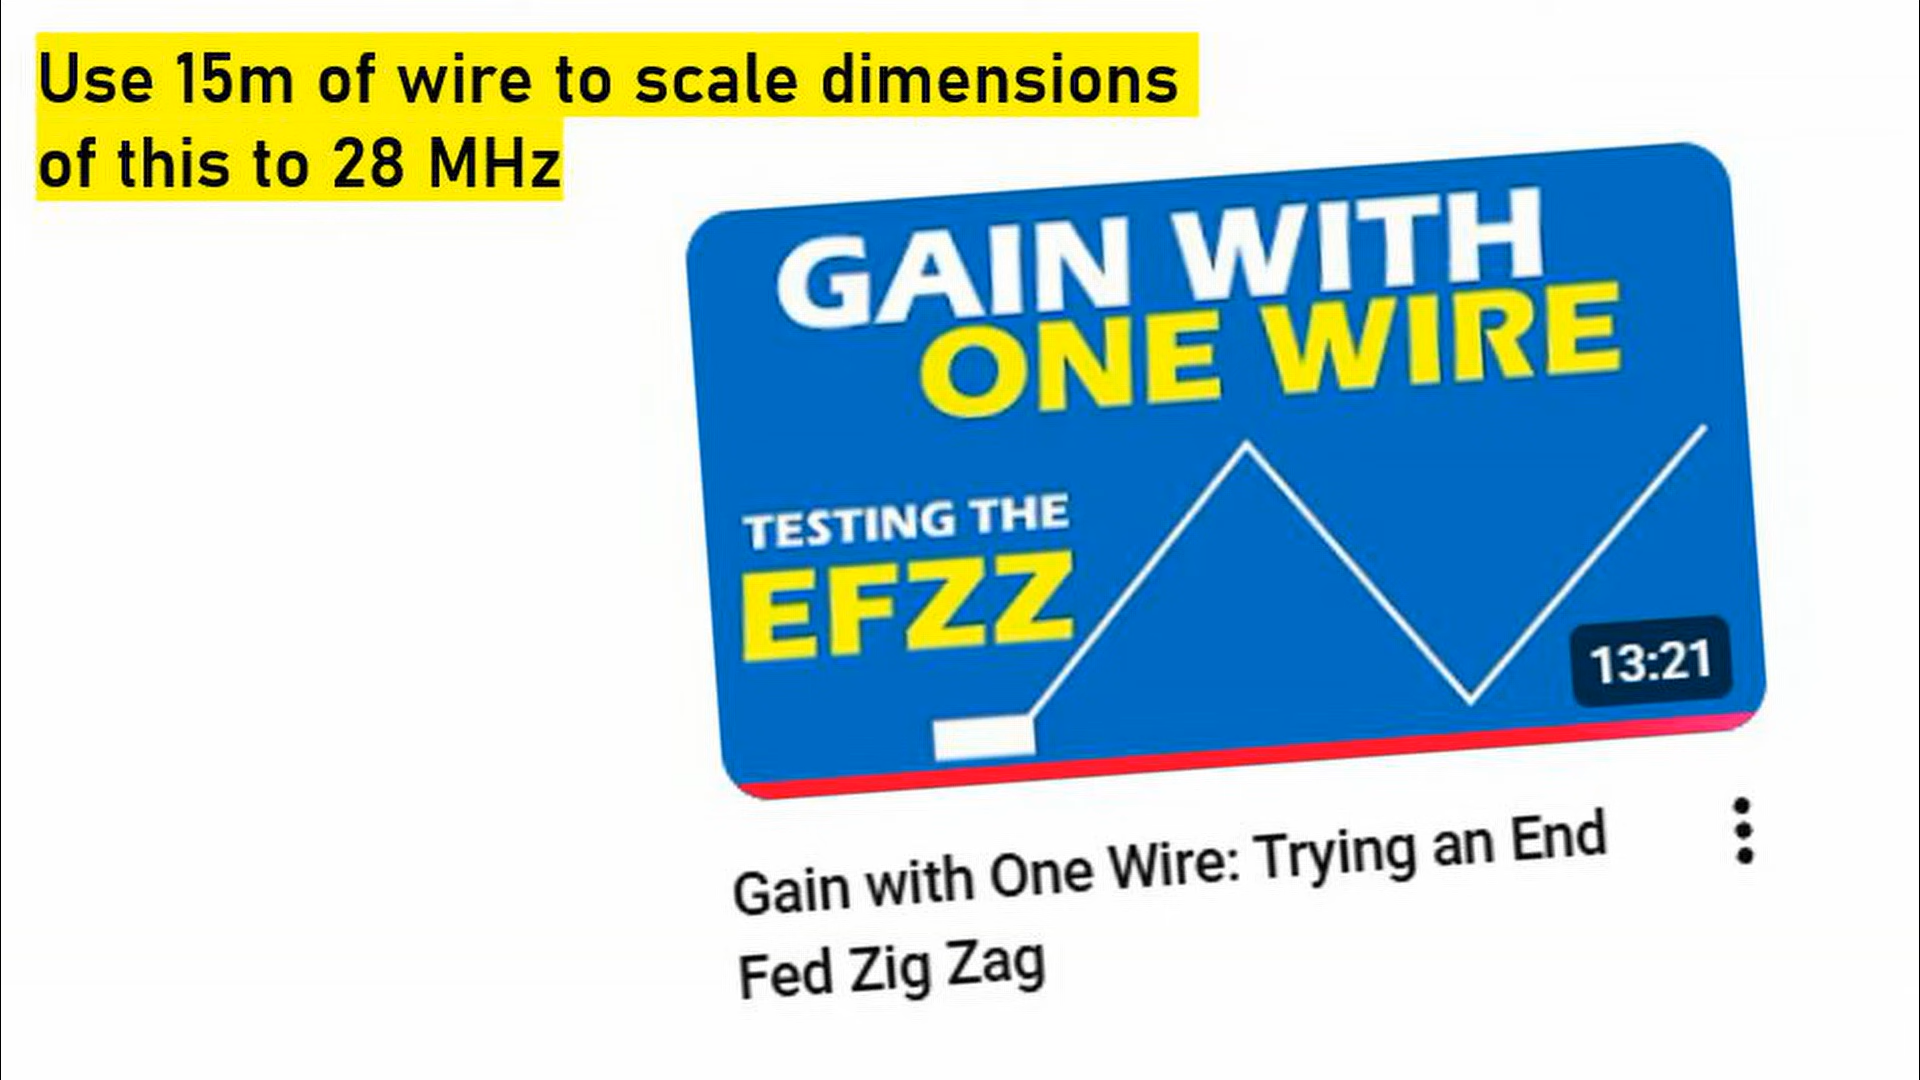 Use 15m of wire to scale dimensions
of this to 28 MHz
GAIN WITH
ONE WIRE
TESTING THE
EFZZ
13:21
Gain with One Wire: Trying an End
Fed Zig Zag